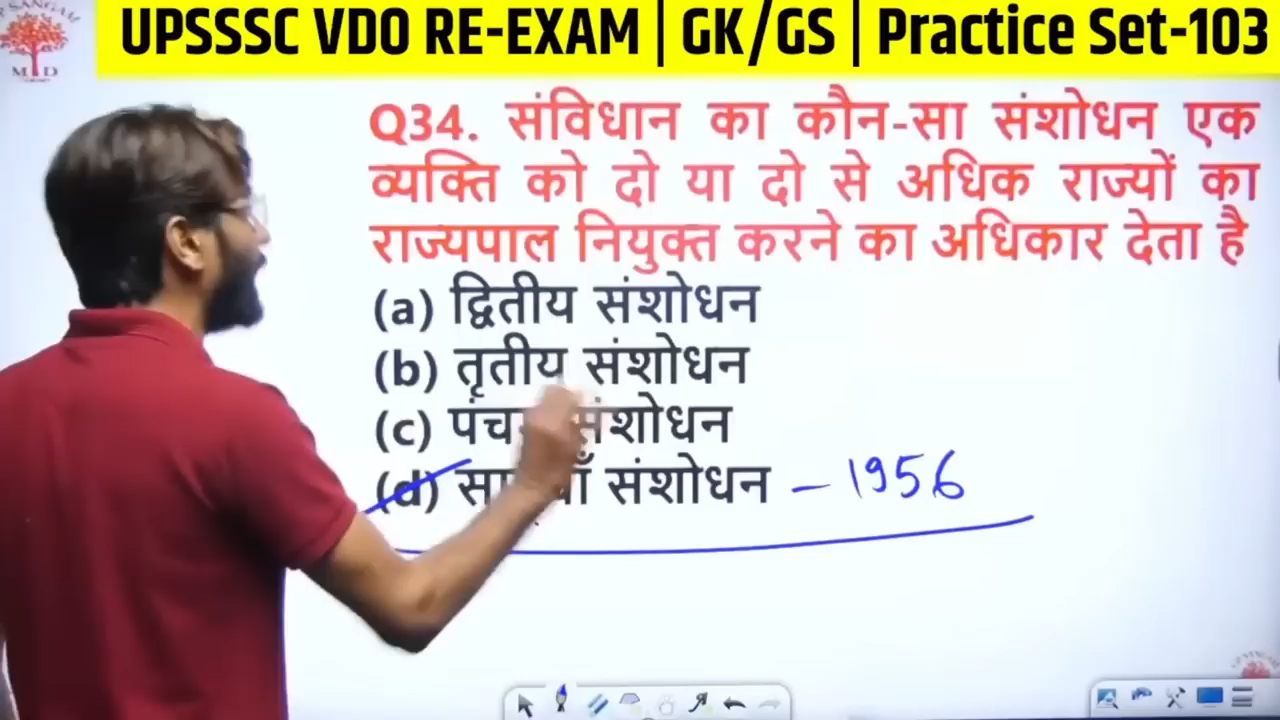 UPSSSC VDO RE-EXAM | GK/GS | Practice Set-103
SANGAM
M D
Q34. संविधान का कौन-सा संशोधन एक
व्यक्ति को दो या दो से अधिक राज्यों का
राज्यपाल नियुक्त करने का अधिकार देता है
(a) द्वितीय संशोधन
(b) तृतीय संशोधन
(c) संशोधन
(d) संशोधन – 1956